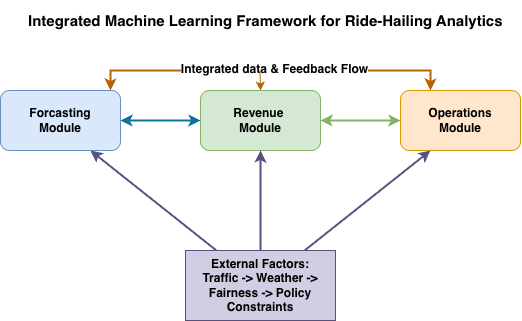 Integrated Machine Learning Framework for Ride-Hailing Analytics
Integrated data & Feedback Flow
Forcasting
Module
Revenue
Module
Operations
Module
External Factors:
Traffic -> Weather ->
Fairness -> Policy
Constraints